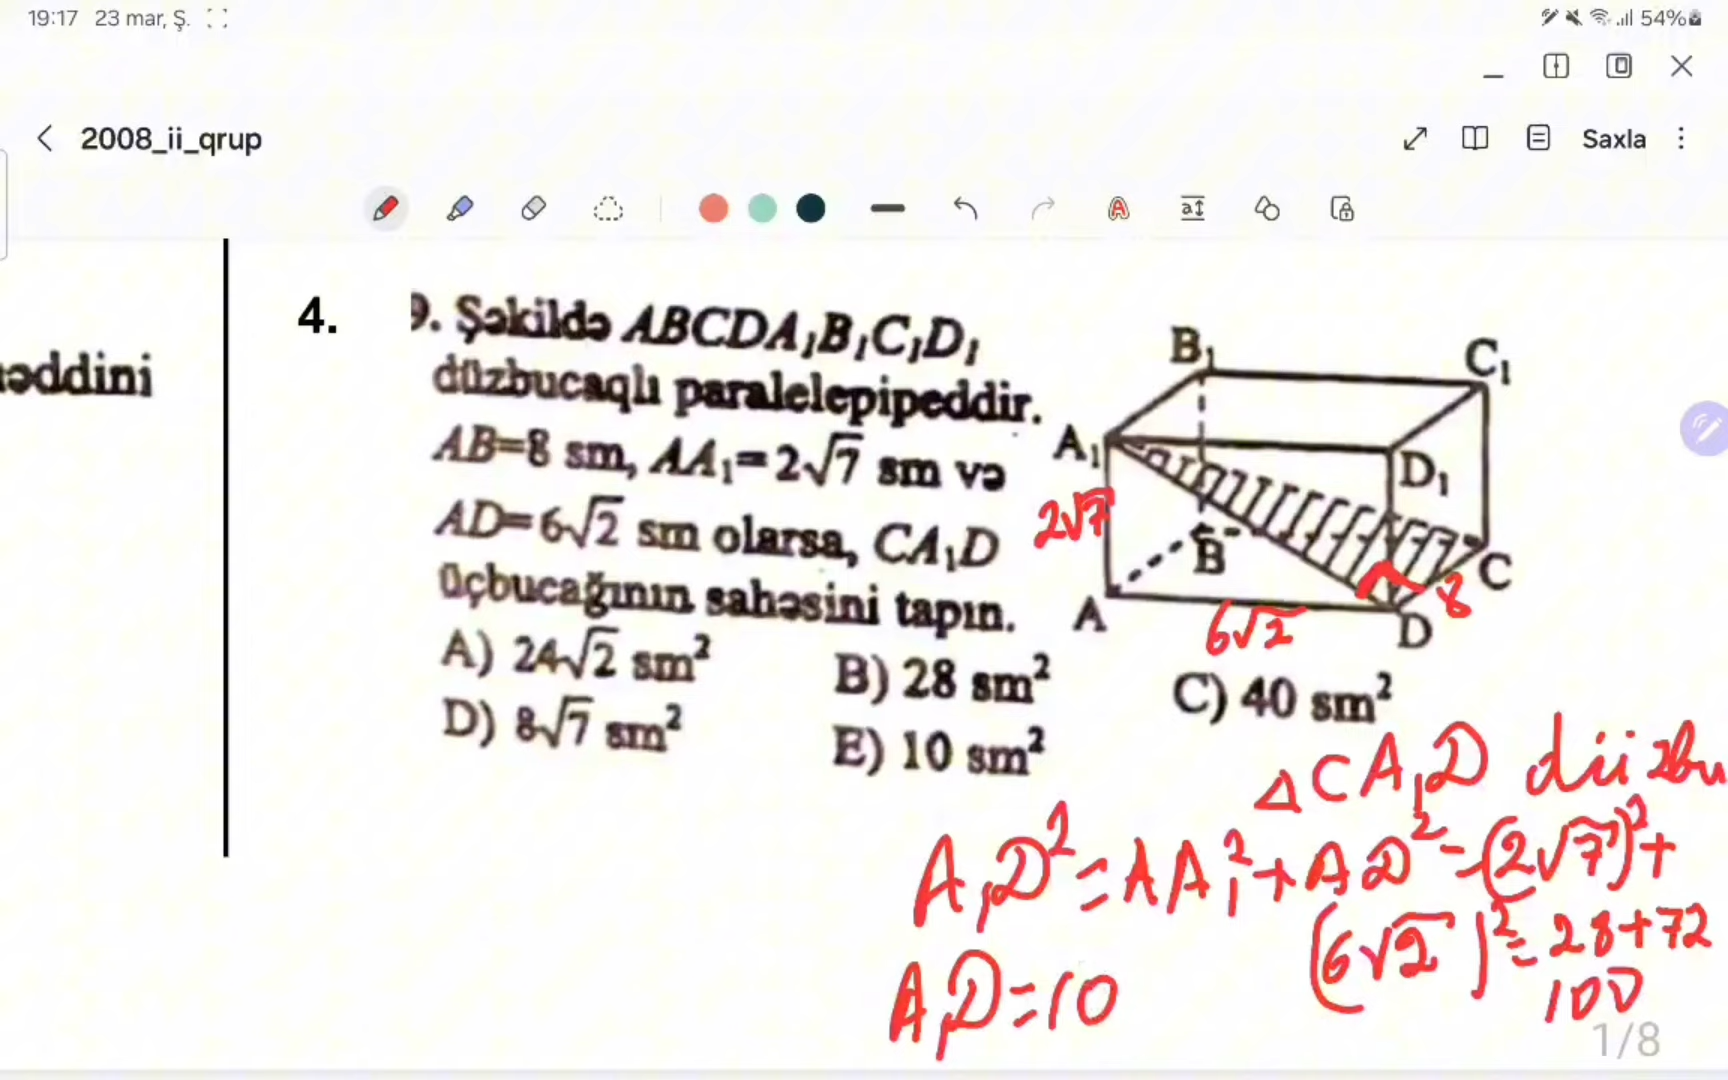 19:17 23 mar, Ş. 54%
2008_ii_qrup
Saxla
4.
9. Şəkildə ABCDA₁B₁C₁D₁
düzbucaqlı paralelepipeddir.
AB=8 sm, AA₁=2√7 sm və
AD=6√2 sm olarsa, CA₁D
üçbucağının sahəsini tapın.
A) 24√2 sm²
B) 28 sm²
C) 40 sm²
D) 8√7 sm²
E) 10 sm²
B₁
C₁
A₁
D₁
2√7
B
C
8
A
6√2
D
△CA₁D düzbu
A₁D²=AA₁²+AD²=(2√7)²+
(6√2)²=28+72
100
A₁D=10
1/8